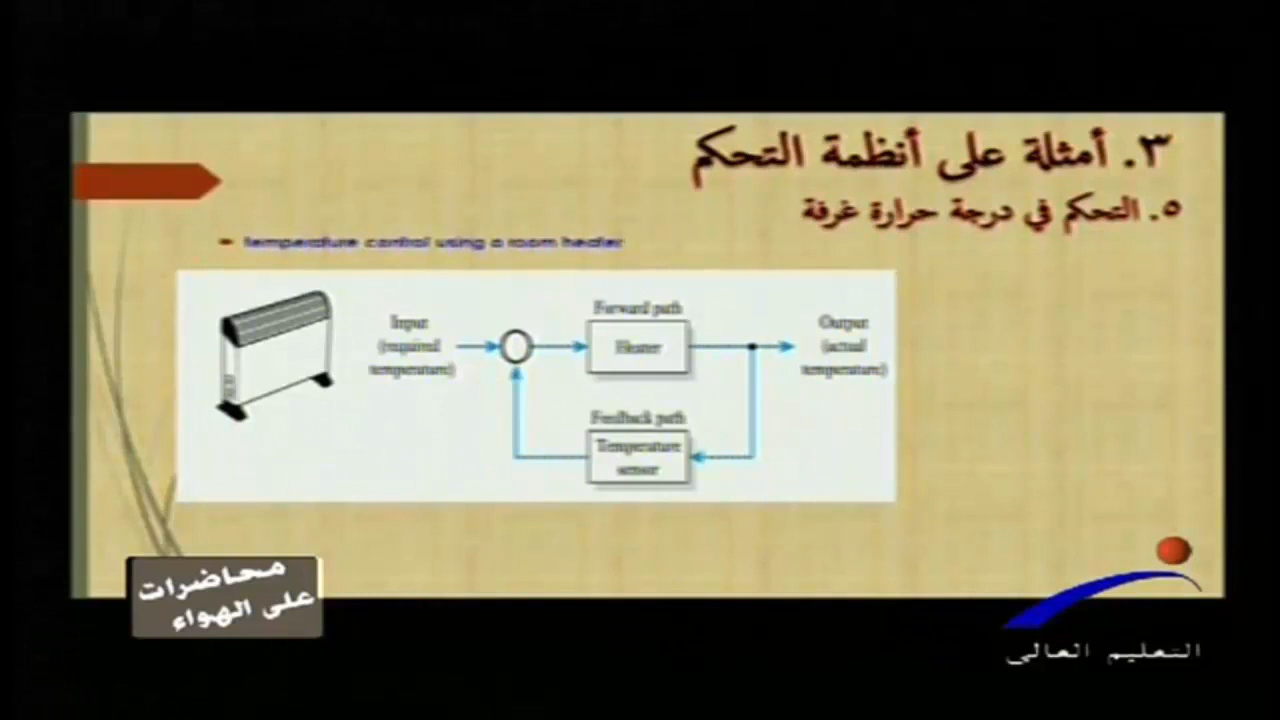 ٣. أمثلة على أنظمة التحكم
٥. التحكم في درجة حرارة غرفة
temperature control using a room heater
Input
(required
temperature)
Forward path
Heater
Output
(actual
temperature)
Feedback path
Temperature
sensor
محاضرات
على الهواء
التعليم العالى